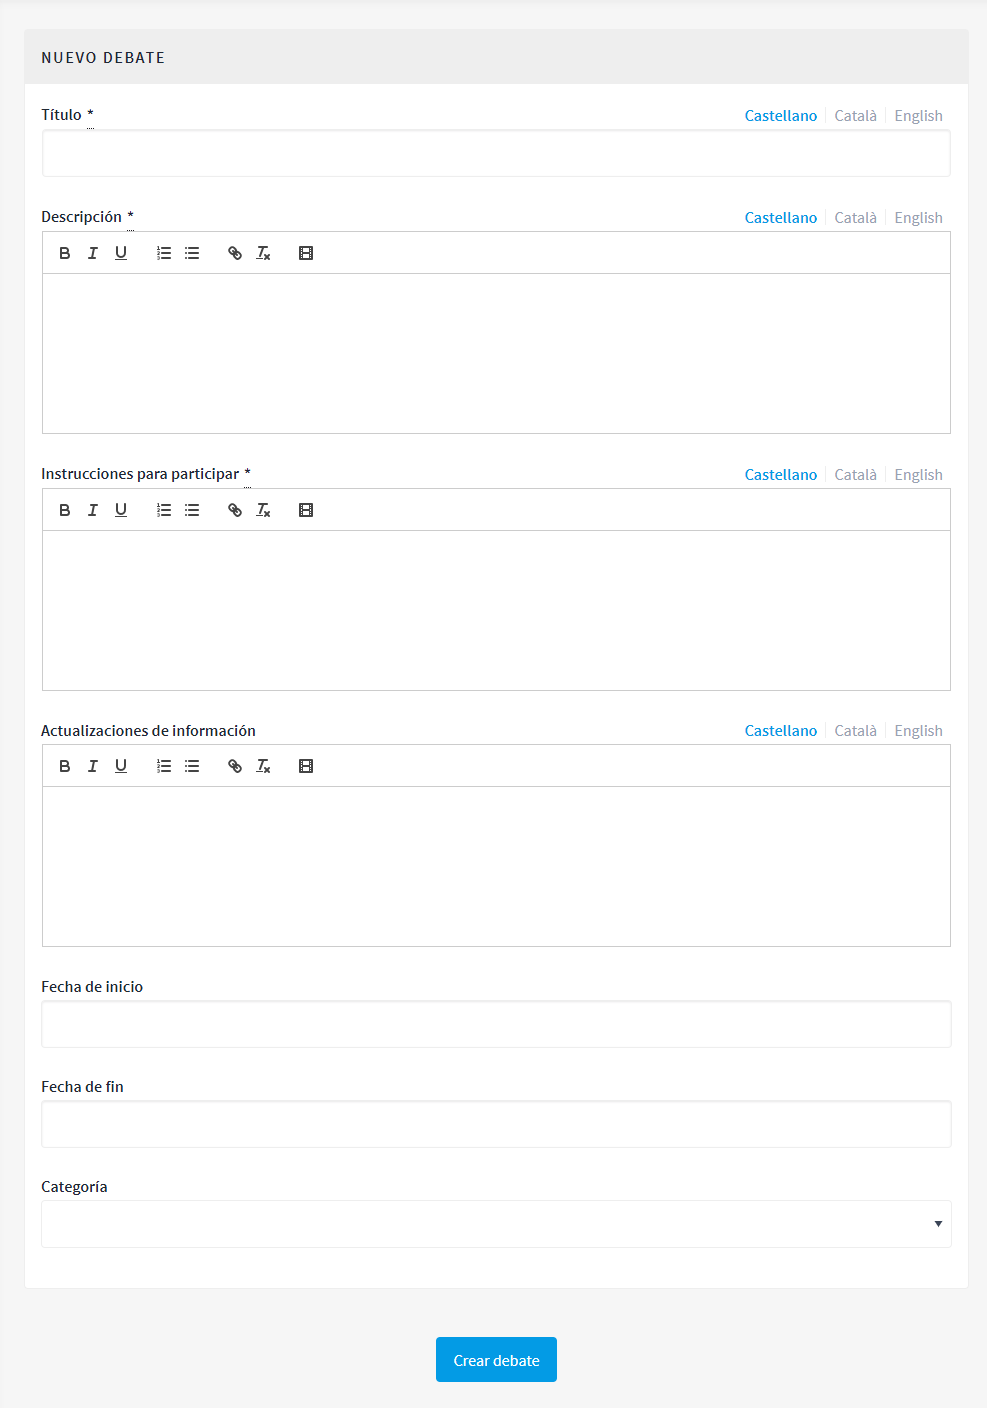 NUEVO DEBATE
Título * Castellano Català English
Descripción * Castellano Català English
Instrucciones para participar * Castellano Català English
Actualizaciones de información Castellano Català English
Fecha de inicio
Fecha de fin
Categoría
Crear debate